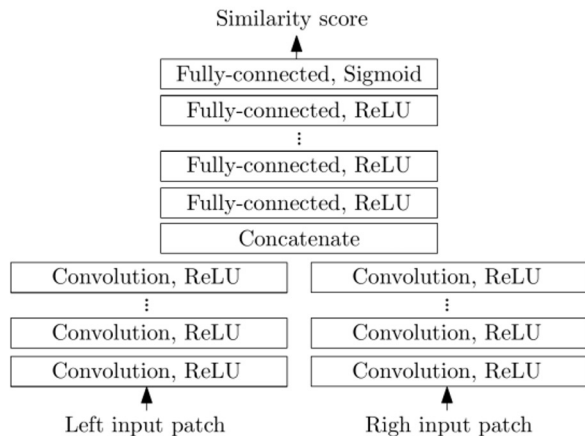 Similarity score
Fully-connected, Sigmoid
Fully-connected, ReLU
⋮
Fully-connected, ReLU
Fully-connected, ReLU
Concatenate
Convolution, ReLU Convolution, ReLU
⋮ ⋮
Convolution, ReLU Convolution, ReLU
Convolution, ReLU Convolution, ReLU
Left input patch Righ input patch